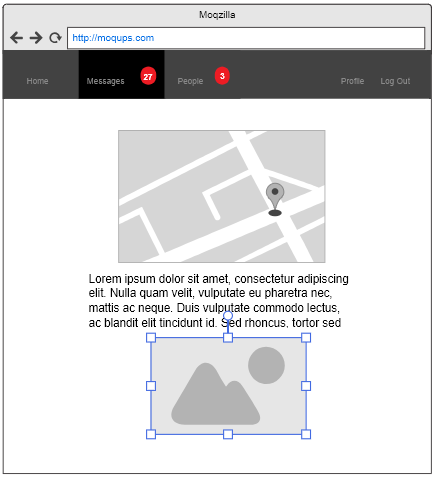 Moqzilla
http://moqups.com
Home
Messages 27
People 3
Profile
Log Out
Lorem ipsum dolor sit amet, consectetur adipiscing
elit. Nulla quam velit, vulputate eu pharetra nec,
mattis ac neque. Duis vulputate commodo lectus,
ac blandit elit tincidunt id. Sed rhoncus, tortor sed